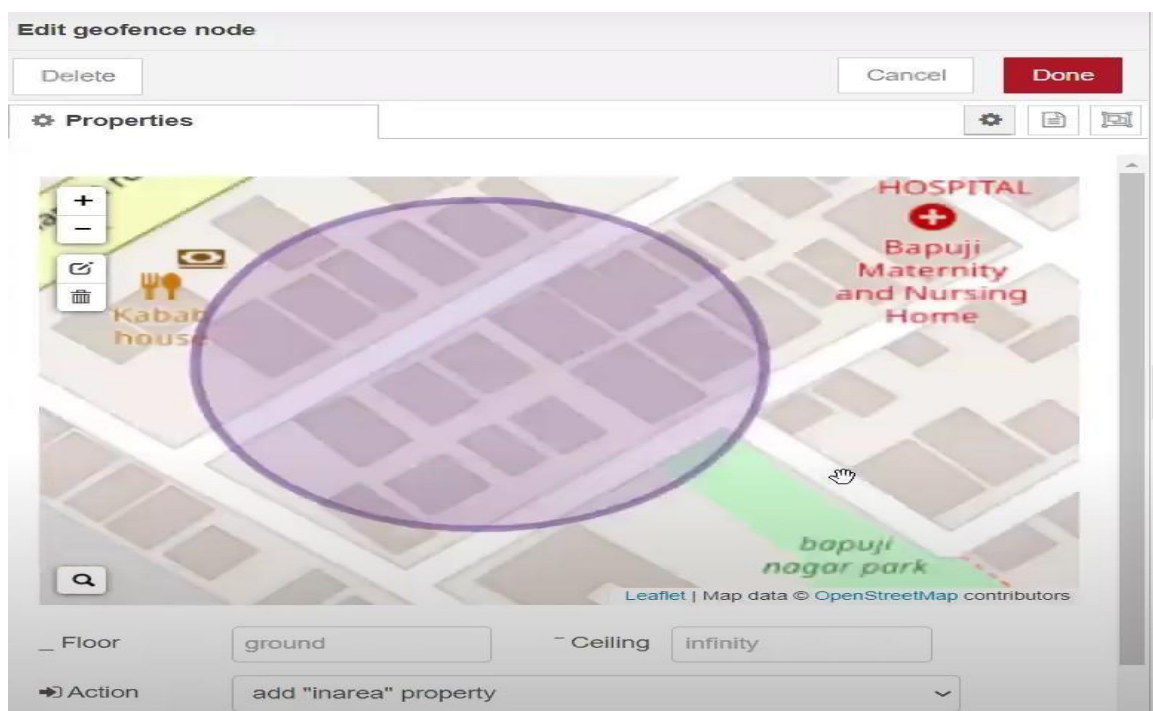 Edit geofence node
Delete
Cancel
Done
Properties
+
−
HOSPITAL
Bapuji
Maternity
and Nursing
Home
Kabab
house
bapuji
nagar park
Leaflet | Map data © OpenStreetMap contributors
Floor
ground
Ceiling
infinity
Action
add "inarea" property